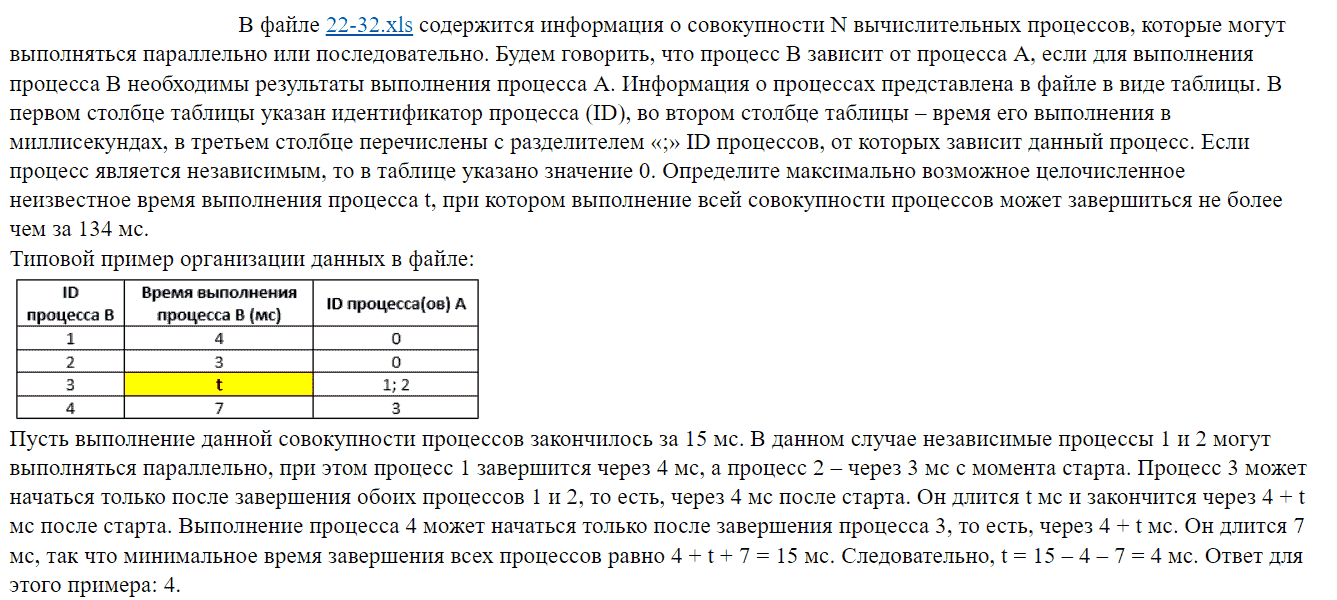 В файле 22-32.xls содержится информация о совокупности N вычислительных процессов, которые могут
выполняться параллельно или последовательно. Будем говорить, что процесс B зависит от процесса A, если для выполнения
процесса B необходимы результаты выполнения процесса A. Информация о процессах представлена в файле в виде таблицы. В
первом столбце таблицы указан идентификатор процесса (ID), во втором столбце таблицы – время его выполнения в
миллисекундах, в третьем столбце перечислены с разделителем «;» ID процессов, от которых зависит данный процесс. Если
процесс является независимым, то в таблице указано значение 0. Определите максимально возможное целочисленное
неизвестное время выполнения процесса t, при котором выполнение всей совокупности процессов может завершиться не более
чем за 134 мс.
Типовой пример организации данных в файле:
ID процесса B | Время выполнения процесса B (мс) | ID процесса(ов) A
1 | 4 | 0
2 | 3 | 0
3 | t | 1; 2
4 | 7 | 3
Пусть выполнение данной совокупности процессов закончилось за 15 мс. В данном случае независимые процессы 1 и 2 могут
выполняться параллельно, при этом процесс 1 завершится через 4 мс, а процесс 2 – через 3 мс с момента старта. Процесс 3 может
начаться только после завершения обоих процессов 1 и 2, то есть, через 4 мс после старта. Он длится t мс и закончится через 4 + t
мс после старта. Выполнение процесса 4 может начаться только после завершения процесса 3, то есть, через 4 + t мс. Он длится 7
мс, так что минимальное время завершения всех процессов равно 4 + t + 7 = 15 мс. Следовательно, t = 15 – 4 – 7 = 4 мс. Ответ для
этого примера: 4.